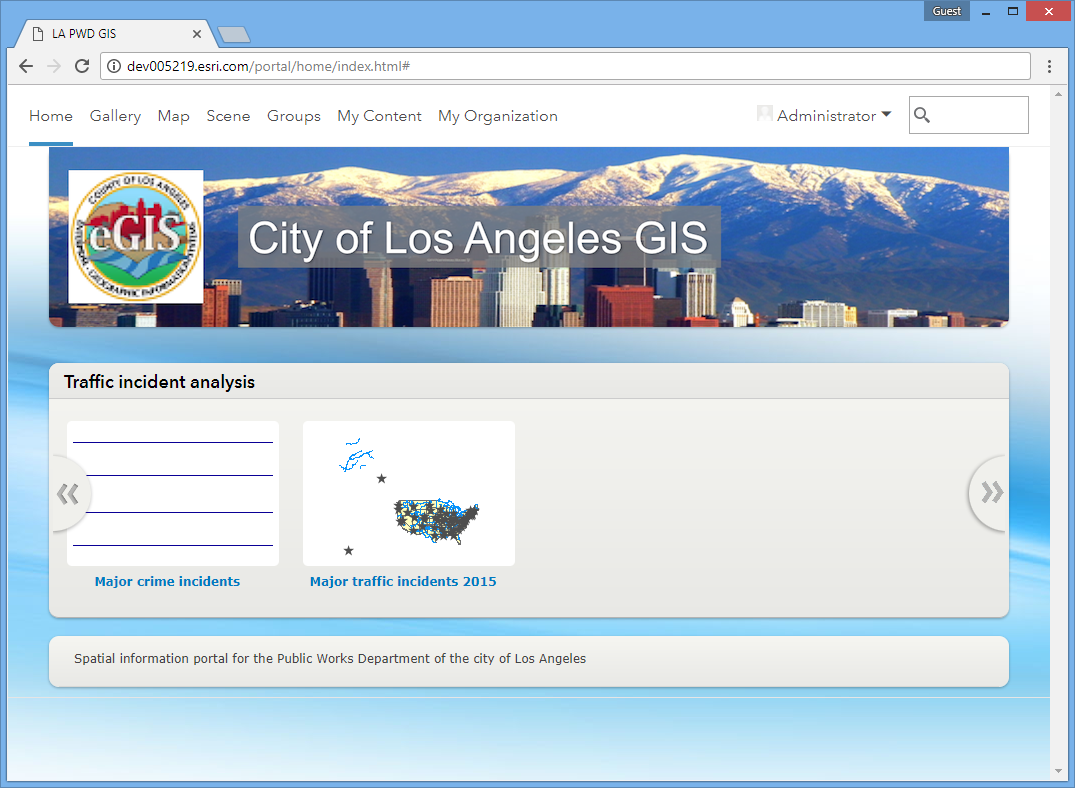 Guest
LA PWD GIS
dev005219.esri.com/portal/home/index.html#
Home Gallery Map Scene Groups My Content My Organization Administrator
COUNTY OF LOS ANGELES
eGIS
GEOGRAPHIC INFORMATION
City of Los Angeles GIS
Traffic incident analysis
Major crime incidents
Major traffic incidents 2015
Spatial information portal for the Public Works Department of the city of Los Angeles